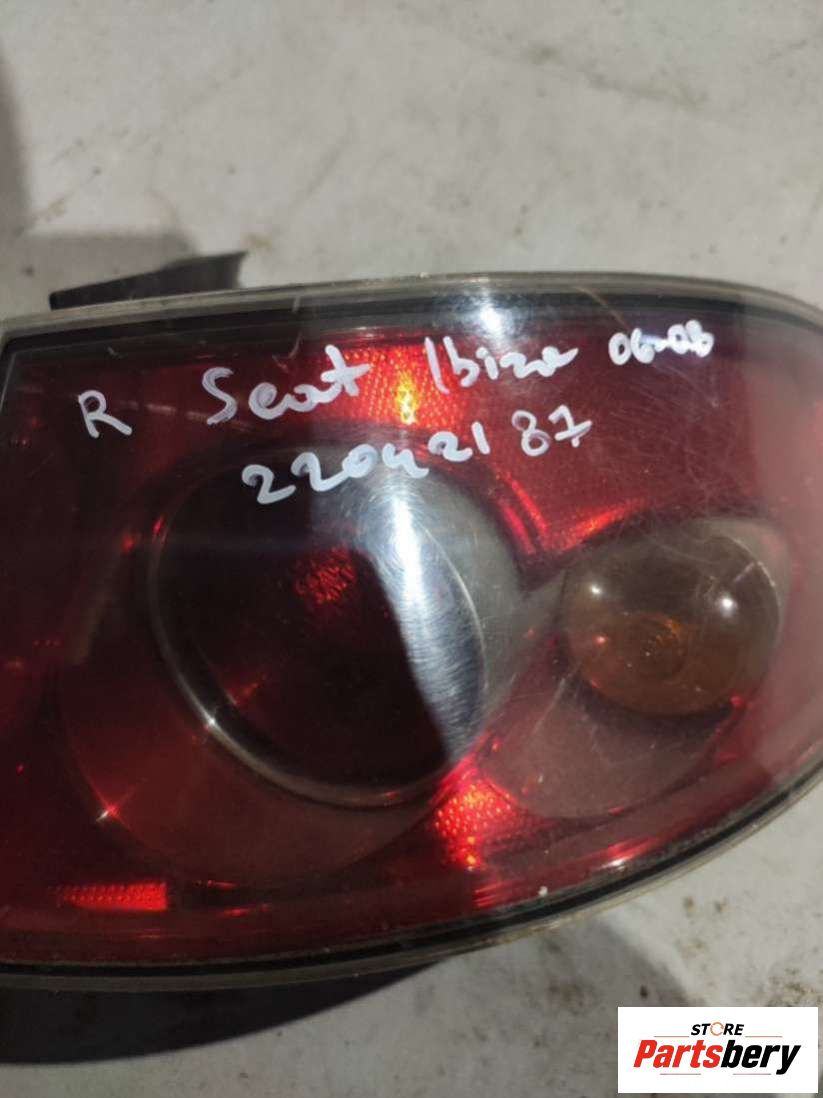 R Seat Ibiza 06-08
22042187
STORE
Partsbery